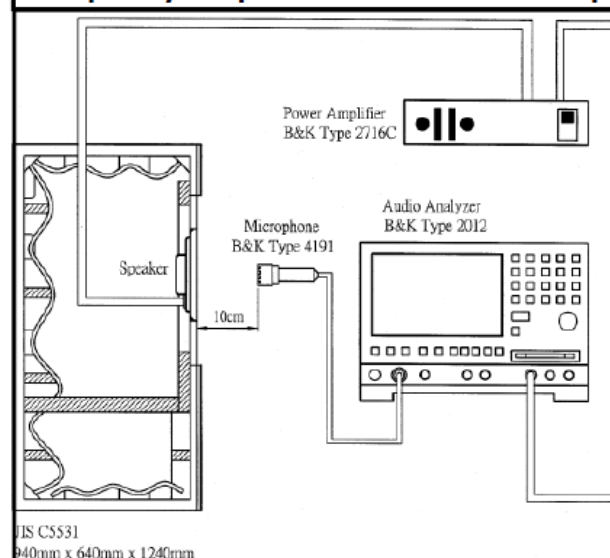 Power Amplifier
B&K Type 2716C
Audio Analyzer
B&K Type 2012
Microphone
B&K Type 4191
Speaker
10cm
JIS C5531
940mm x 640mm x 1240mm